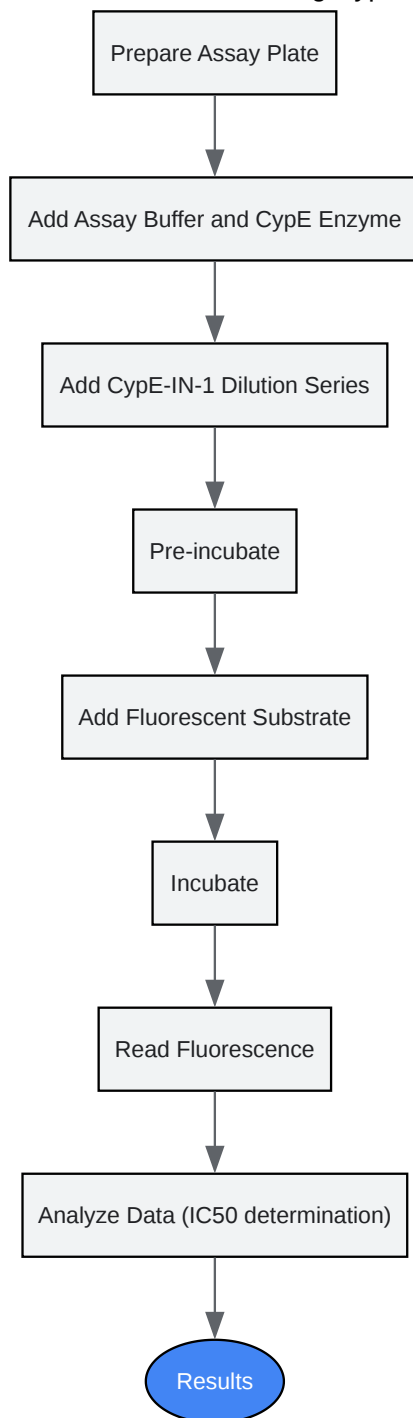 Prepare Assay Plate
Add Assay Buffer and CypE Enzyme
Add CypE-IN-1 Dilution Series
Pre-incubate
Add Fluorescent Substrate
Incubate
Read Fluorescence
Analyze Data (IC50 determination)
Results